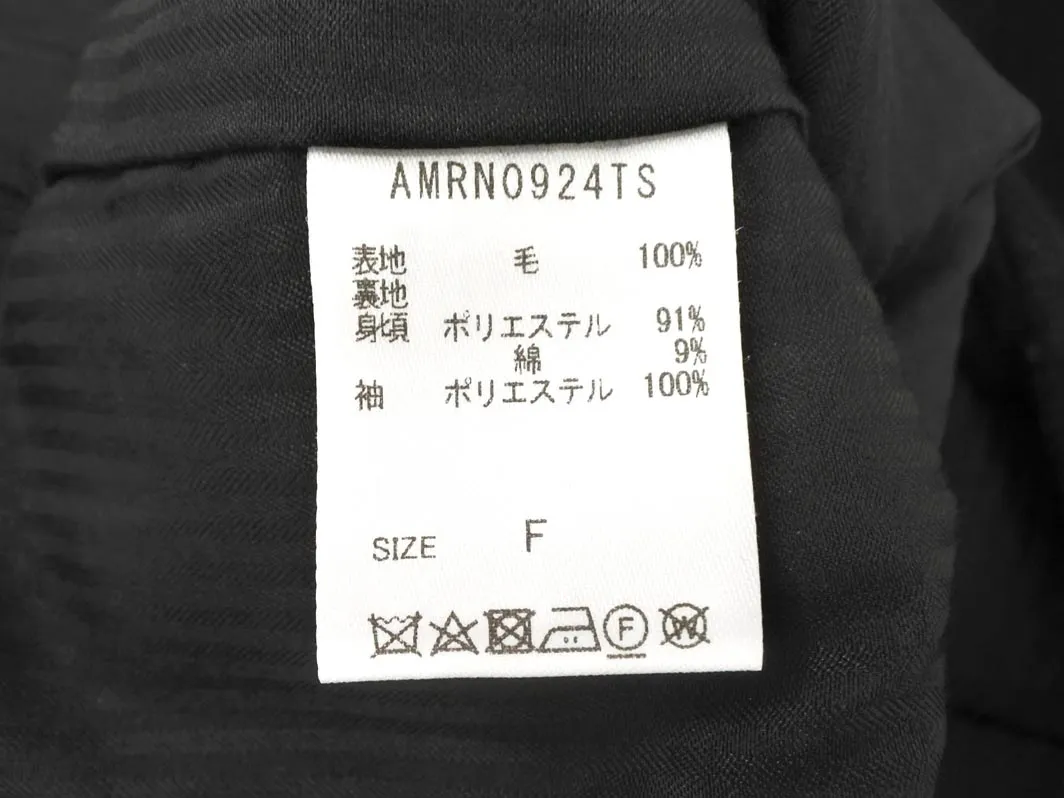 AMRN0924TS
表地 毛 100%
裏地
身頃 ポリエステル 91%
綿 9%
袖 ポリエステル 100%
SIZE F
F W